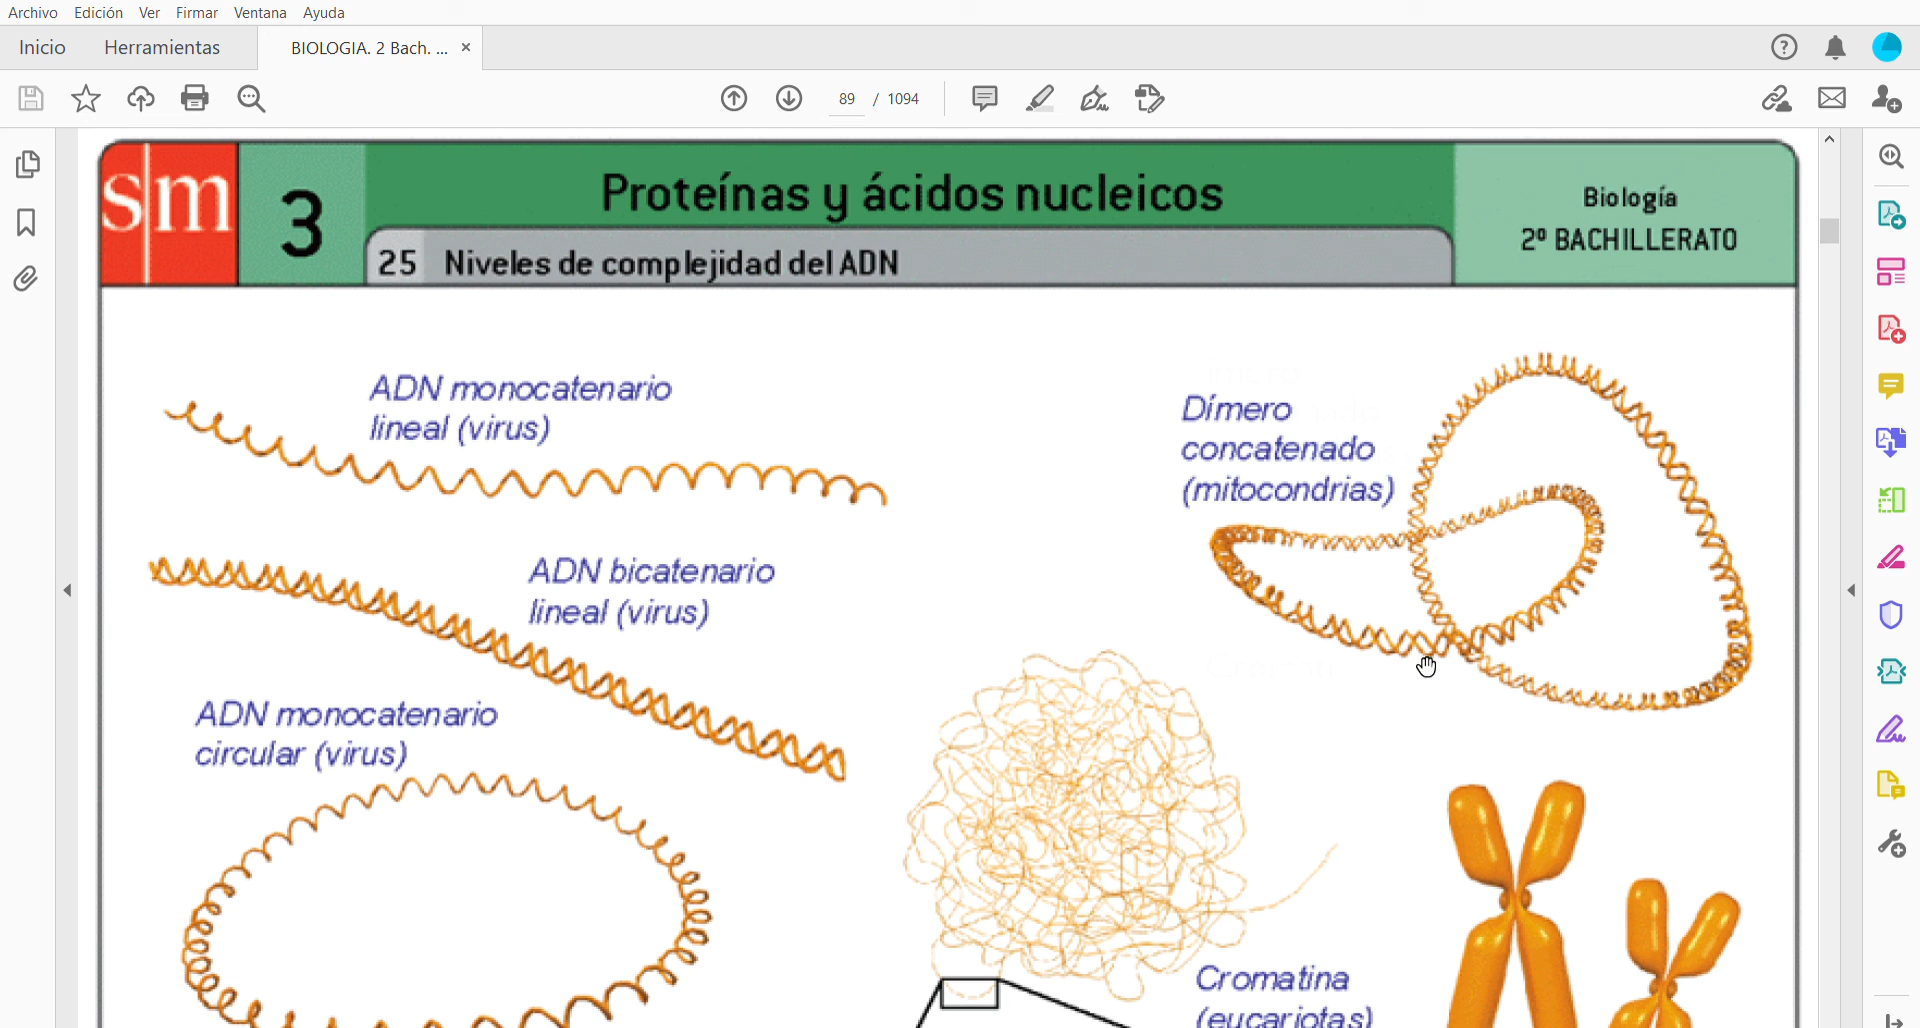 Archivo Edición Ver Firmar Ventana Ayuda
Inicio Herramientas BIOLOGIA. 2 Bach. ... ×
89 / 1094
sm 3 Proteínas y ácidos nucleicos
25 Niveles de complejidad del ADN
Biología
2º BACHILLERATO
ADN monocatenario
lineal (virus)
Dímero
concatenado
(mitocondrias)
ADN bicatenario
lineal (virus)
ADN monocatenario
circular (virus)
Cromatina
(eucariotas)